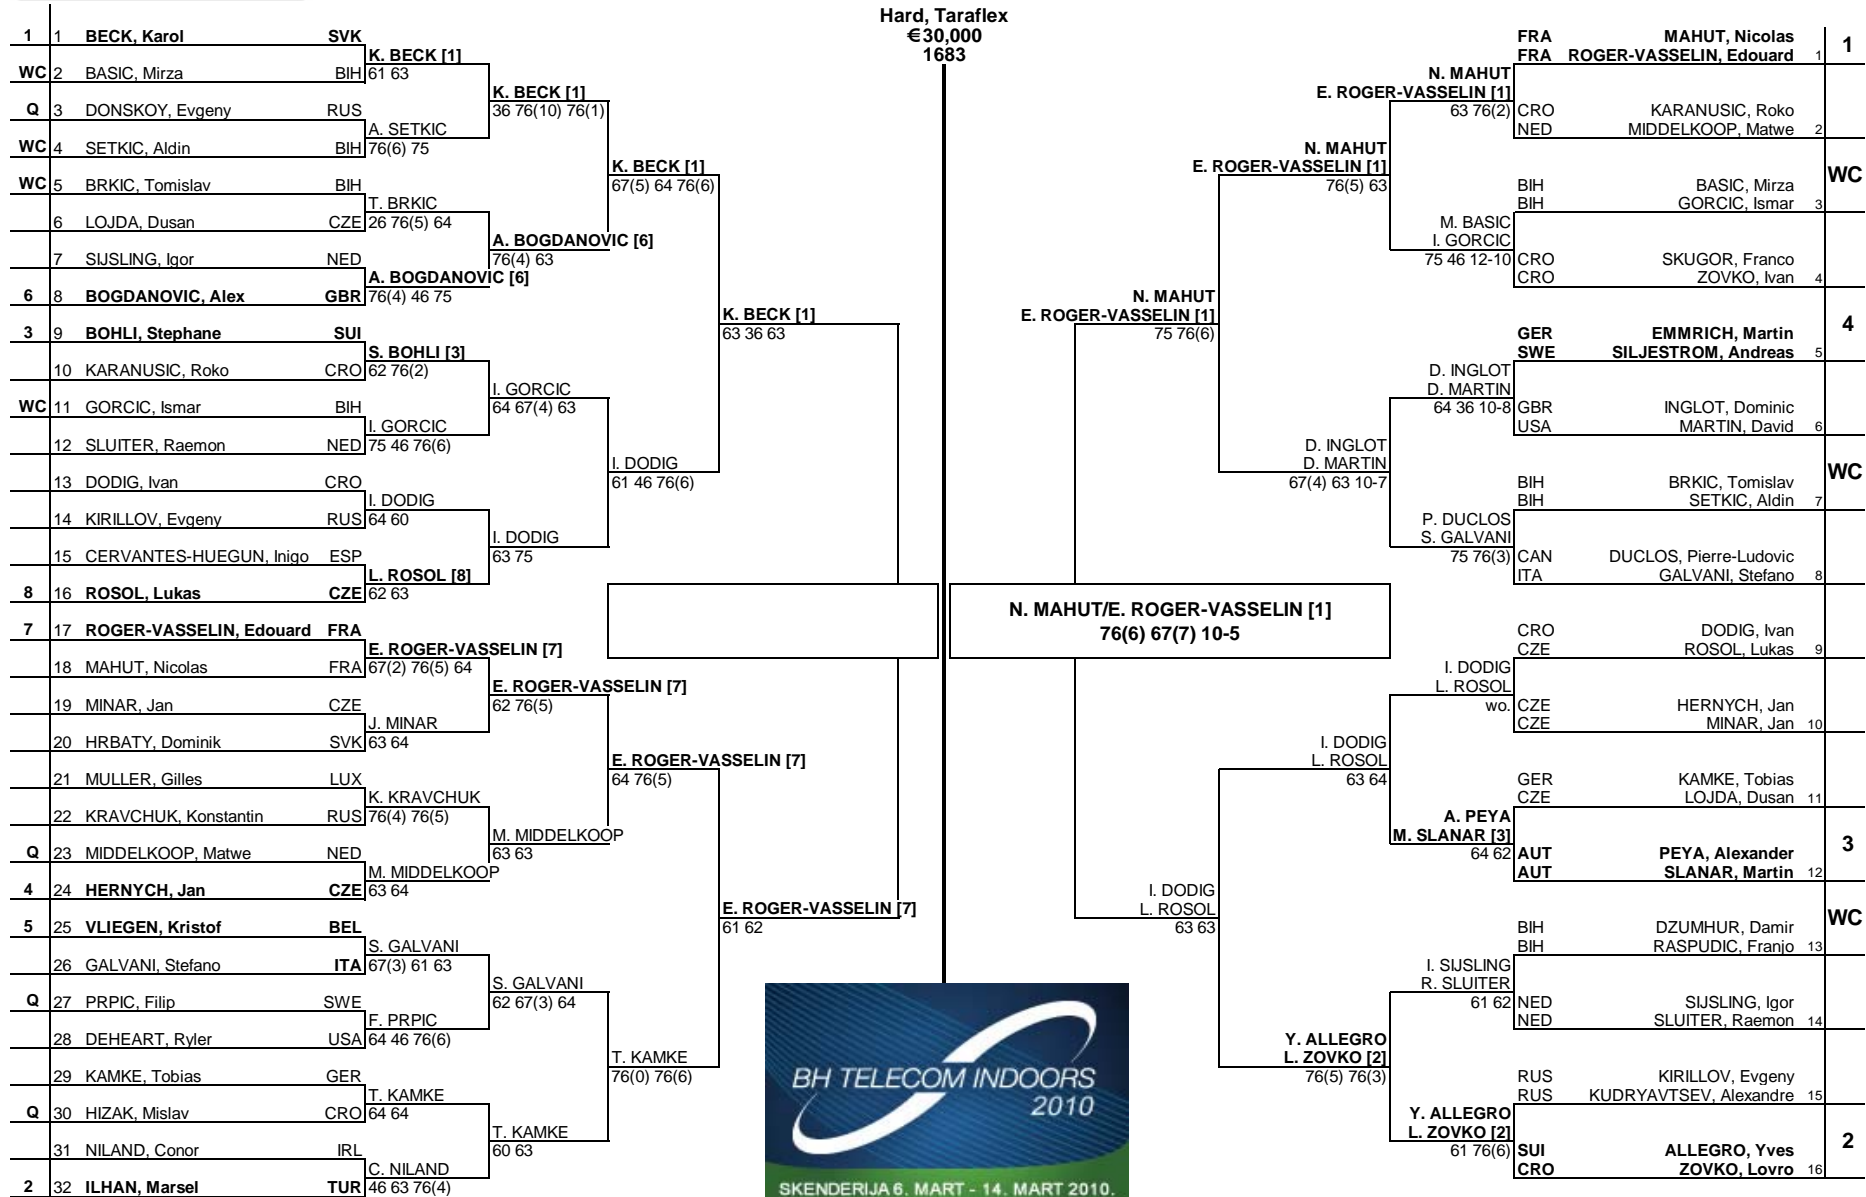 Hard, Taraflex
€30,000
1683
1 1 BECK, Karol SVK
K. BECK [1]
WC 2 BASIC, Mirza BIH 61 63
K. BECK [1]
Q 3 DONSKOY, Evgeny RUS 36 76(10) 76(1)
A. SETKIC
WC 4 SETKIC, Aldin BIH 76(6) 75
K. BECK [1]
WC 5 BRKIC, Tomislav BIH 67(5) 64 76(6)
T. BRKIC
6 LOJDA, Dusan CZE 26 76(5) 64
A. BOGDANOVIC [6]
7 SIJSLING, Igor NED 76(4) 63
A. BOGDANOVIC [6]
6 8 BOGDANOVIC, Alex GBR 76(4) 46 75
K. BECK [1]
3 9 BOHLI, Stephane SUI 63 36 63
S. BOHLI [3]
10 KARANUSIC, Roko CRO 62 76(2)
I. GORCIC
WC 11 GORCIC, Ismar BIH 64 67(4) 63
I. GORCIC
12 SLUITER, Raemon NED 75 46 76(6)
I. DODIG
13 DODIG, Ivan CRO 61 46 76(6)
I. DODIG
14 KIRILLOV, Evgeny RUS 64 60
I. DODIG
15 CERVANTES-HUEGUN, Inigo ESP 63 75
L. ROSOL [8]
8 16 ROSOL, Lukas CZE 62 63
7 17 ROGER-VASSELIN, Edouard FRA
E. ROGER-VASSELIN [7]
18 MAHUT, Nicolas FRA 67(2) 76(5) 64
E. ROGER-VASSELIN [7]
19 MINAR, Jan CZE 62 76(5)
J. MINAR
20 HRBATY, Dominik SVK 63 64
E. ROGER-VASSELIN [7]
21 MULLER, Gilles LUX 64 76(5)
K. KRAVCHUK
22 KRAVCHUK, Konstantin RUS 76(4) 76(5)
M. MIDDELKOOP
Q 23 MIDDELKOOP, Matwe NED 63 63
M. MIDDELKOOP
4 24 HERNYCH, Jan CZE 63 64
E. ROGER-VASSELIN [7]
5 25 VLIEGEN, Kristof BEL 61 62
S. GALVANI
26 GALVANI, Stefano ITA 67(3) 61 63
S. GALVANI
Q 27 PRPIC, Filip SWE 62 67(3) 64
F. PRPIC
28 DEHEART, Ryler USA 64 46 76(6)
T. KAMKE
29 KAMKE, Tobias GER 76(0) 76(6)
T. KAMKE
Q 30 HIZAK, Mislav CRO 64 64
T. KAMKE
31 NILAND, Conor IRL 60 63
C. NILAND
2 32 ILHAN, Marsel TUR 46 63 76(4)
FRA MAHUT, Nicolas 1
FRA ROGER-VASSELIN, Edouard 1
N. MAHUT
E. ROGER-VASSELIN [1]
63 76(2) CRO KARANUSIC, Roko
NED MIDDELKOOP, Matwe 2
N. MAHUT
E. ROGER-VASSELIN [1] WC
76(5) 63 BIH BASIC, Mirza
BIH GORCIC, Ismar 3
M. BASIC
I. GORCIC
75 46 12-10 CRO SKUGOR, Franco
CRO ZOVKO, Ivan 4
N. MAHUT
E. ROGER-VASSELIN [1] 4
75 76(6) GER EMMRICH, Martin
SWE SILJESTROM, Andreas 5
D. INGLOT
D. MARTIN
64 36 10-8 GBR INGLOT, Dominic
USA MARTIN, David 6
D. INGLOT
D. MARTIN WC
67(4) 63 10-7 BIH BRKIC, Tomislav
BIH SETKIC, Aldin 7
P. DUCLOS
S. GALVANI
75 76(3) CAN DUCLOS, Pierre-Ludovic
ITA GALVANI, Stefano 8
N. MAHUT/E. ROGER-VASSELIN [1]
76(6) 67(7) 10-5
CRO DODIG, Ivan
CZE ROSOL, Lukas 9
I. DODIG
L. ROSOL
wo. CZE HERNYCH, Jan
CZE MINAR, Jan 10
I. DODIG
L. ROSOL
63 64 GER KAMKE, Tobias
CZE LOJDA, Dusan 11
A. PEYA
M. SLANAR [3] 3
64 62 AUT PEYA, Alexander
AUT SLANAR, Martin 12
I. DODIG
L. ROSOL WC
63 63 BIH DZUMHUR, Damir
BIH RASPUDIC, Franjo 13
I. SIJSLING
R. SLUITER
61 62 NED SIJSLING, Igor
NED SLUITER, Raemon 14
Y. ALLEGRO
L. ZOVKO [2]
76(5) 76(3) RUS KIRILLOV, Evgeny
RUS KUDRYAVTSEV, Alexandre 15
Y. ALLEGRO
L. ZOVKO [2] 2
61 76(6) SUI ALLEGRO, Yves
CRO ZOVKO, Lovro 16
BH TELECOM INDOORS
2010
SKENDERIJA 6. MART - 14. MART 2010.